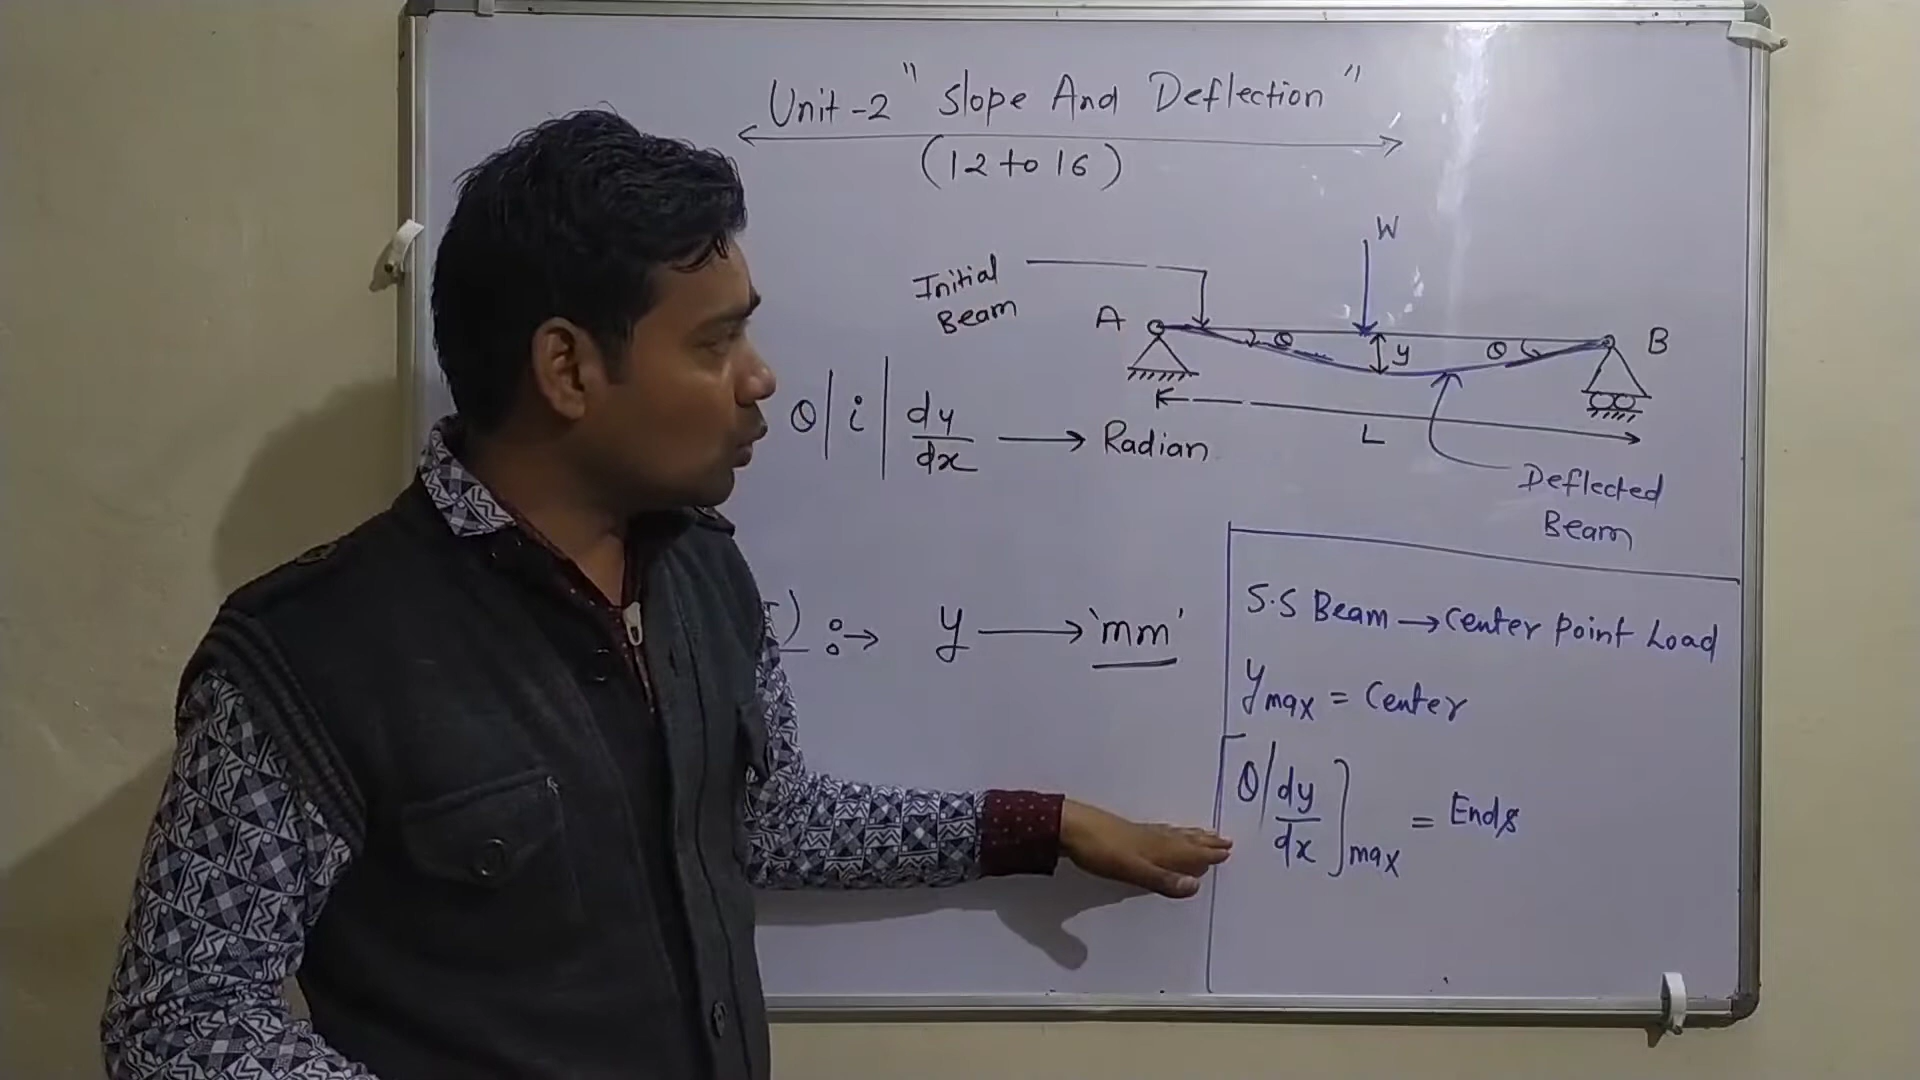 Unit-2 "Slope And Deflection"
(12 to 16)
W
Initial
Beam
A
θ
y
θ
B
L
θ | i | dy/dx → Radian
Deflected
Beam
) :→ y → 'mm'
S.S Beam → Center Point Load
ymax = Center
[θ | dy/dx]max = Ends